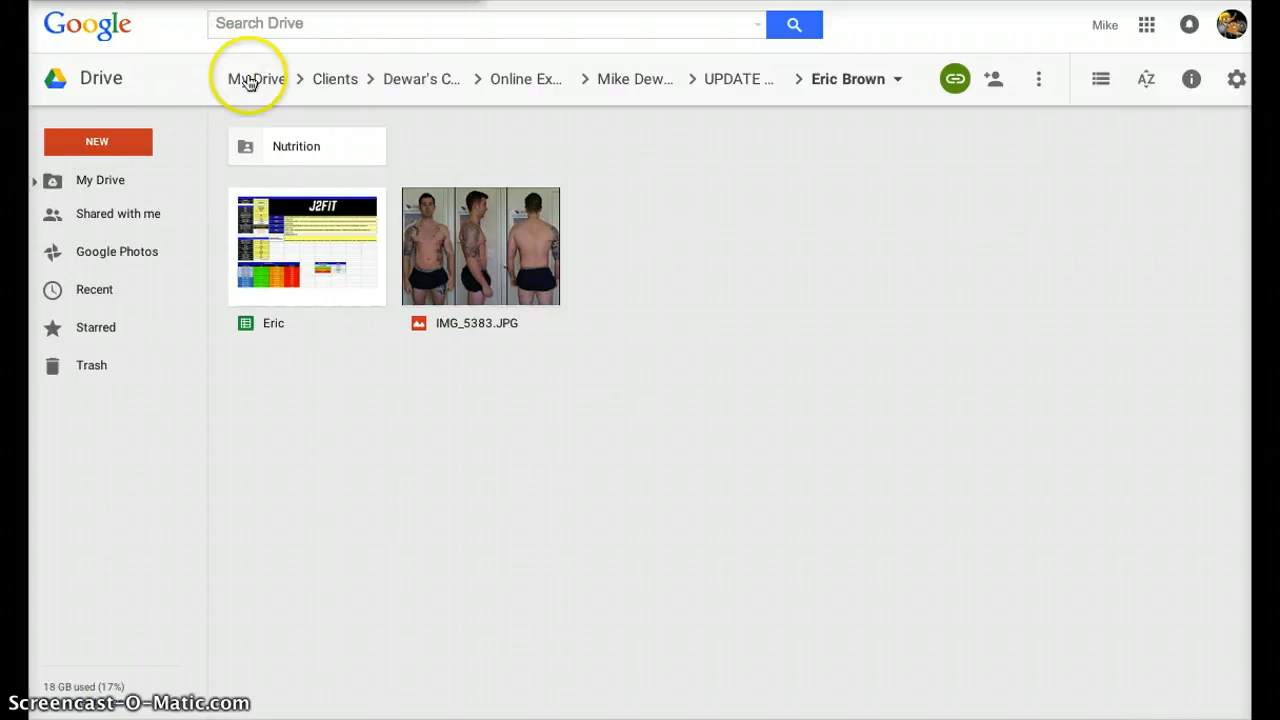 Google
Search Drive
Mike
Drive
My Drive
Clients
Dewar's C...
Online Ex...
Mike Dew...
UPDATE ...
Eric Brown
NEW
My Drive
Shared with me
Google Photos
Recent
Starred
Trash
Nutrition
J2FIT
Eric
IMG_5383.JPG
18 GB used (17%)
Screencast-O-Matic.com